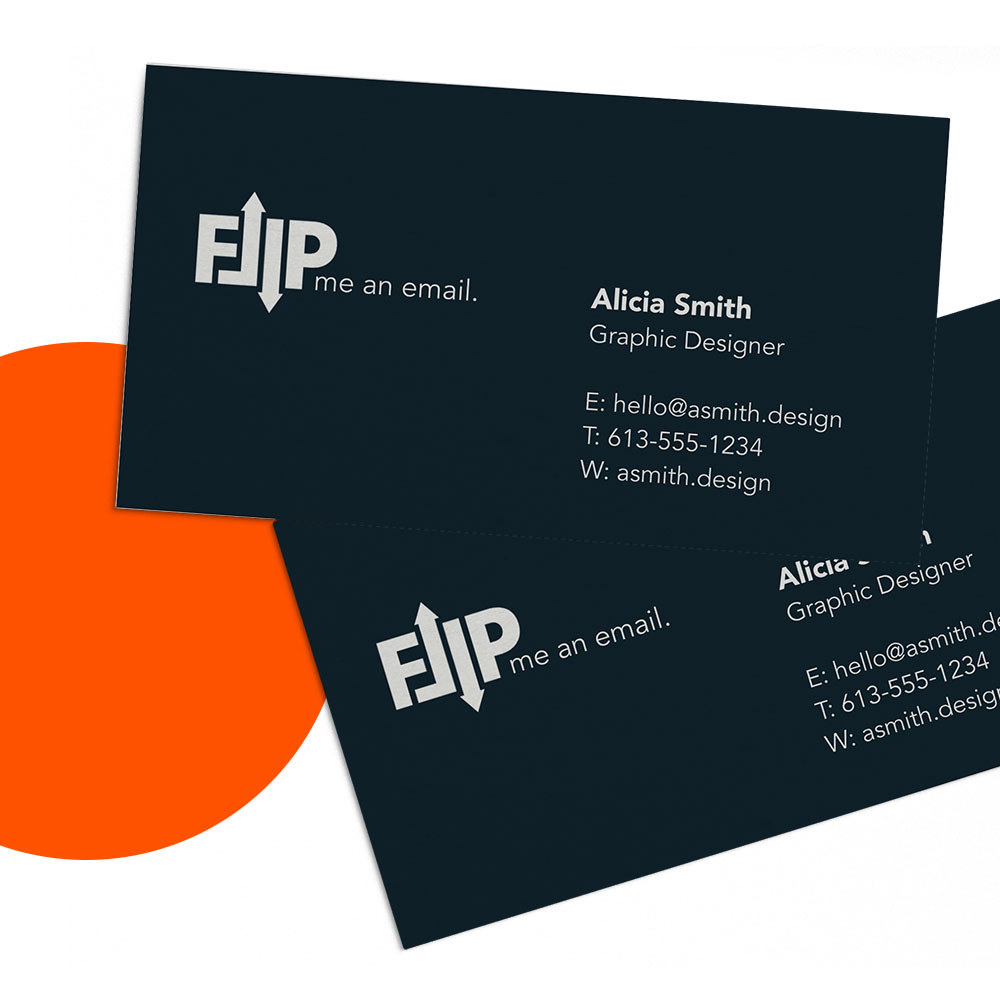 FLIP
me an email.
Alicia Smith
Graphic Designer
E: hello@asmith.design
T: 613-555-1234
W: asmith.design
FLIP
me an email.
Alicia
Graphic Designer
E: hello@asmith.de
T: 613-555-1234
W: asmith.design